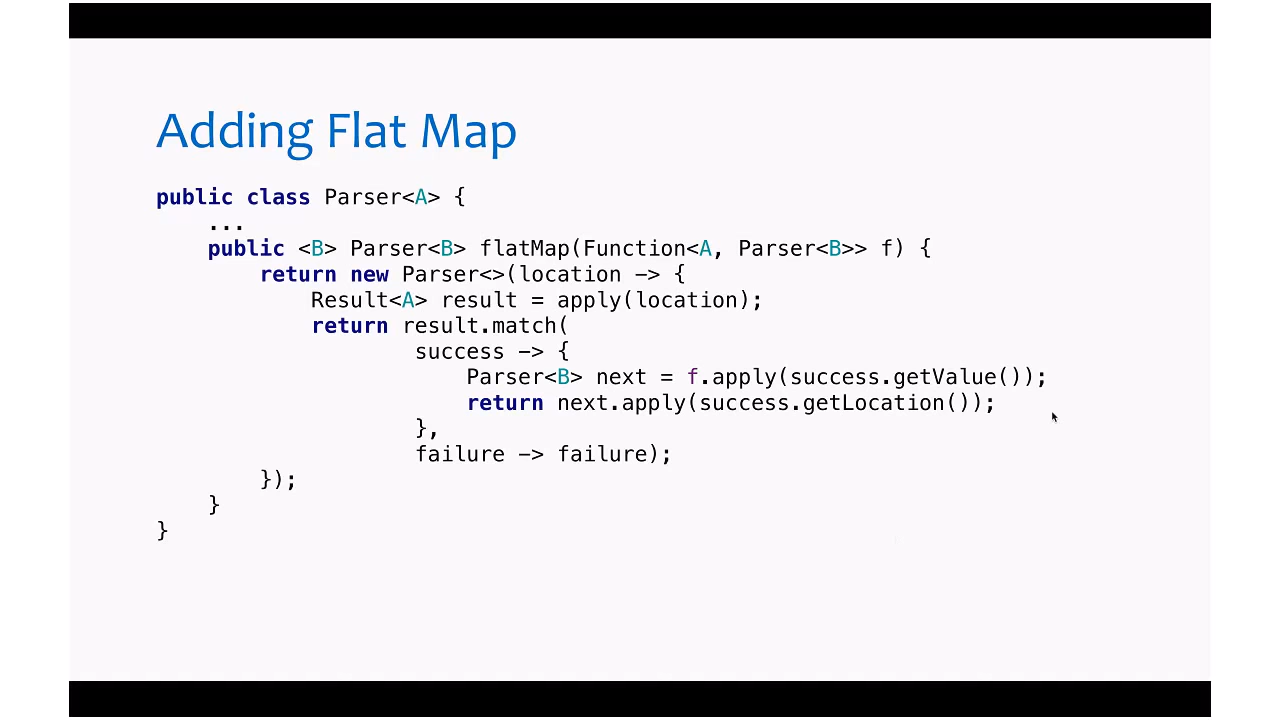 Adding Flat Map
public class Parser<A> {
    ...
    public <B> Parser<B> flatMap(Function<A, Parser<B>> f) {
        return new Parser<>(location -> {
            Result<A> result = apply(location);
            return result.match(
                    success -> {
                        Parser<B> next = f.apply(success.getValue());
                        return next.apply(success.getLocation());
                    },
                    failure -> failure);
        });
    }
}